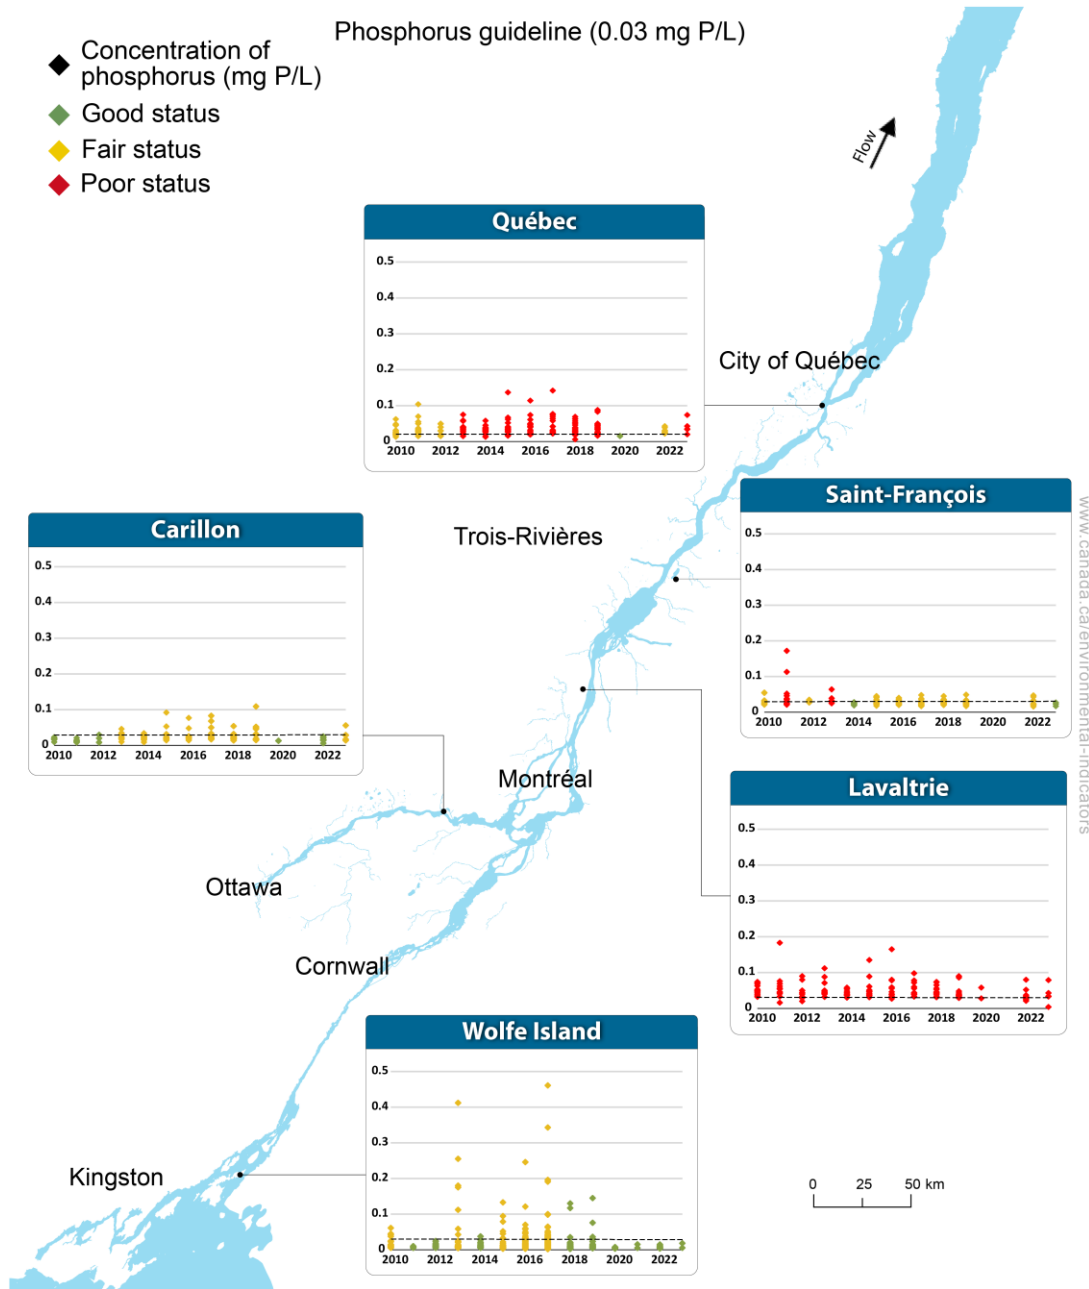 Phosphorus guideline (0.03 mg P/L)
Concentration of
phosphorus (mg P/L)
Good status
Fair status
Poor status
Flow
Québec
0.5
0.4
0.3
0.2
0.1
0
2010 2012 2014 2016 2018 2020 2022
City of Québec
Saint-François
0.5
0.4
0.3
0.2
0.1
0
2010 2012 2014 2016 2018 2020 2022
Trois-Rivières
Carillon
0.5
0.4
0.3
0.2
0.1
0
2010 2012 2014 2016 2018 2020 2022
Montréal
Lavaltrie
0.5
0.4
0.3
0.2
0.1
0
2010 2012 2014 2016 2018 2020 2022
Ottawa
Cornwall
Wolfe Island
0.5
0.4
0.3
0.2
0.1
0
2010 2012 2014 2016 2018 2020 2022
Kingston
0 25 50 km
www.canada.ca/environmental-indicators